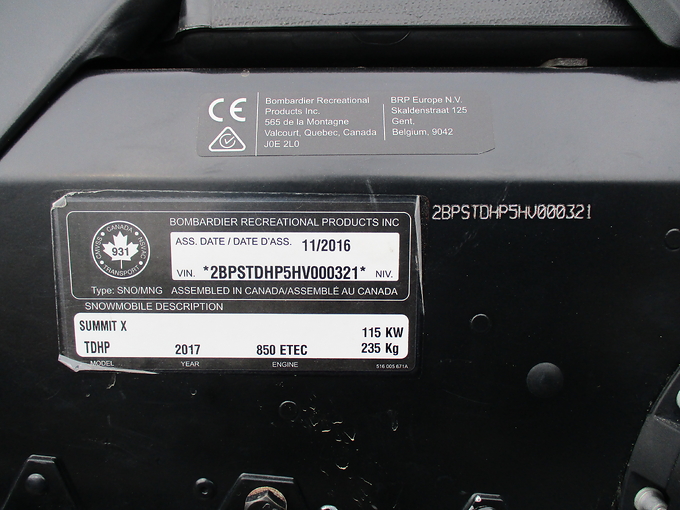 CE
Bombardier Recreational
Products Inc.
565 de la Montagne
Valcourt, Quebec, Canada
J0E 2L0
BRP Europe N.V.
Skaldenstraat 125
Gent,
Belgium, 9042
2BPSTDHP5HV000321
BOMBARDIER RECREATIONAL PRODUCTS INC
CANADA
931
TRANSPORT
ASS. DATE / DATE D'ASS. 11/2016
VIN. *2BPSTDHP5HV000321* NIV.
Type: SNO/MNG ASSEMBLED IN CANADA/ASSEMBLÉ AU CANADA
SNOWMOBILE DESCRIPTION
SUMMIT X 115 KW
TDHP 2017 850 ETEC 235 Kg
MODEL YEAR ENGINE 516 005 671A